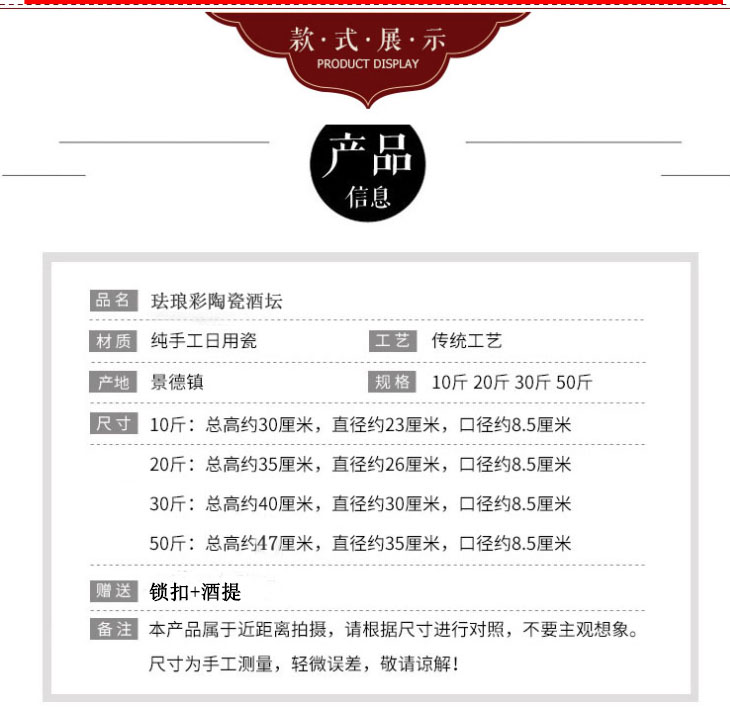 款·式·展·示
PRODUCT DISPLAY
产品
信息
品名 珐琅彩陶瓷酒坛
材质 纯手工日用瓷 工艺 传统工艺
产地 景德镇 规格 10斤 20斤 30斤 50斤
尺寸 10斤：总高约30厘米，直径约23厘米，口径约8.5厘米
20斤：总高约35厘米，直径约26厘米，口径约8.5厘米
30斤：总高约40厘米，直径约30厘米，口径约8.5厘米
50斤：总高约47厘米，直径约35厘米，口径约8.5厘米
赠送 锁扣+酒提
备注 本产品属于近距离拍摄，请根据尺寸进行对照，不要主观想象。
尺寸为手工测量，轻微误差，敬请谅解！